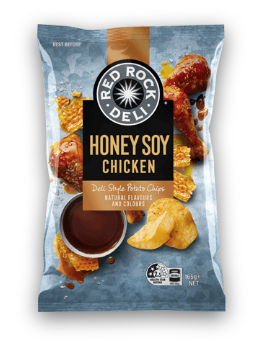 BEST BEFORE
RED ROCK
DELI
HONEY SOY
CHICKEN
Deli Style Potato Chips
NATURAL FLAVOURS
AND COLOURS
165g
NET